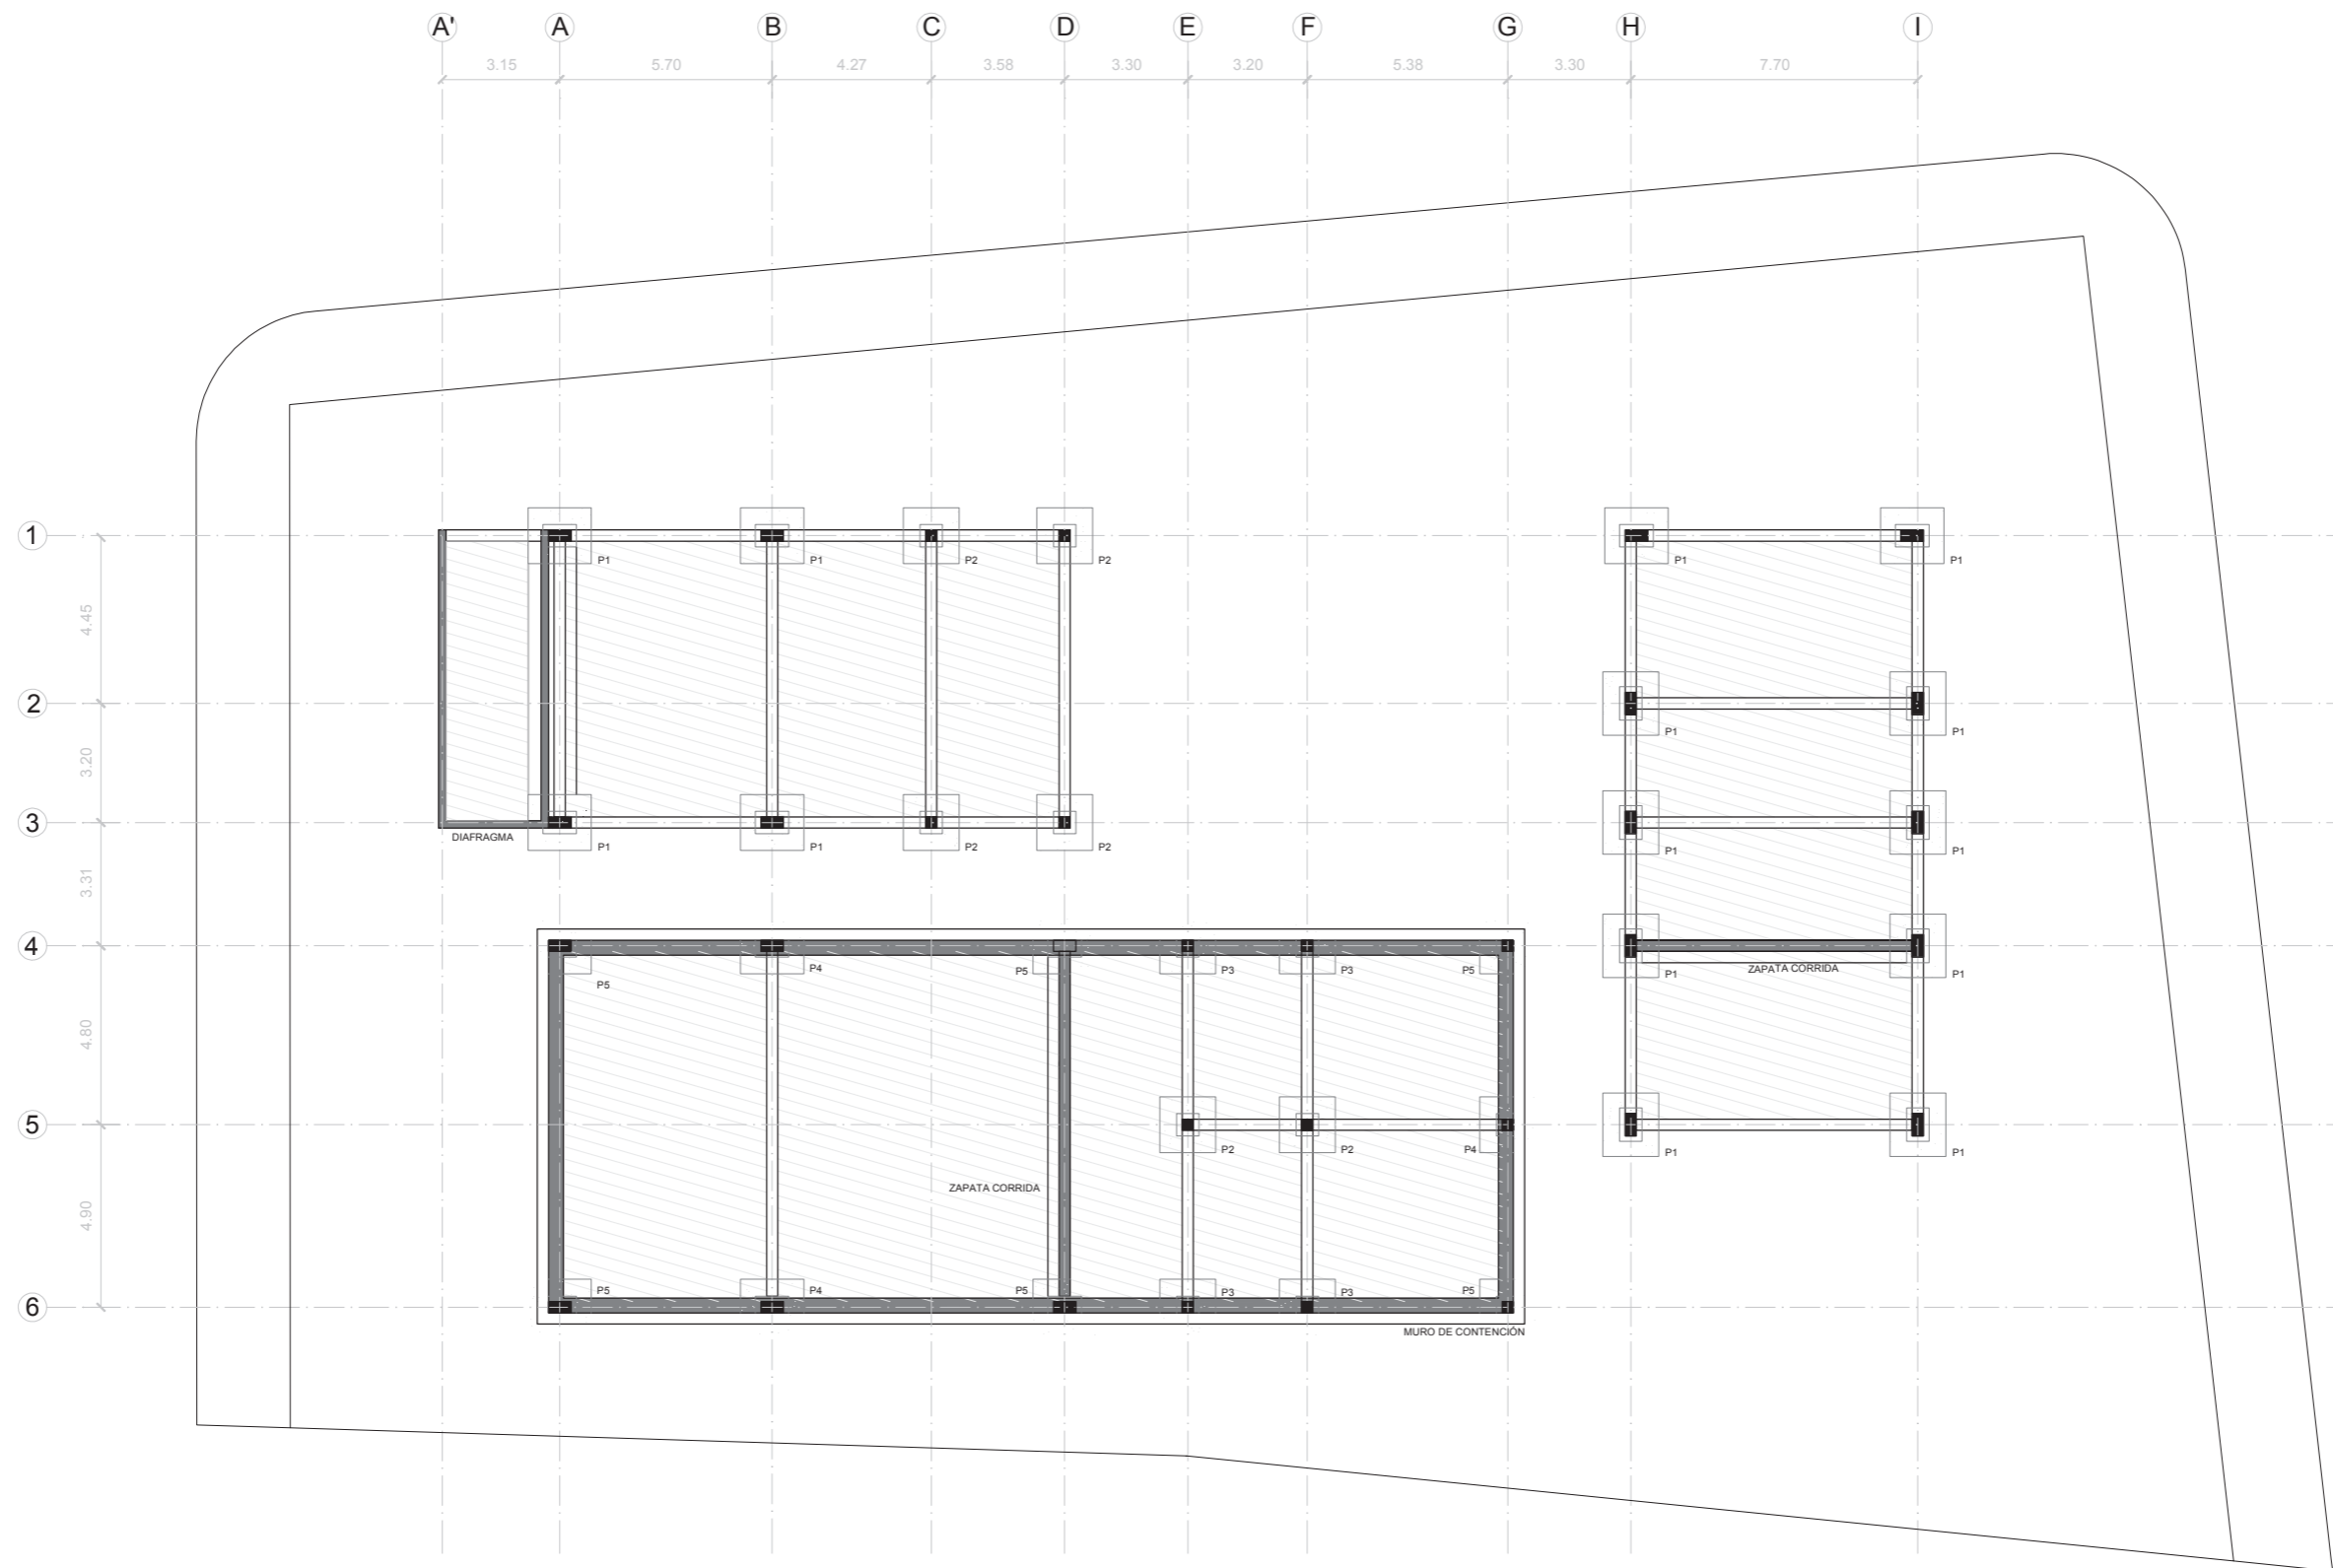 A' A B C D E F G H I
3.15 5.70 4.27 3.58 3.30 3.20 5.38 3.30 7.70
1
P1 P1 P2 P2 P1 P1
4.45
2
P1 P1
3.20
3
DIAFRAGMA
P1 P1 P2 P2 P1 P1
3.31
4
P5 P4 P5 P3 P3 P5 P1 ZAPATA CORRIDA P1
4.80
5
P2 P2 P4 P1 P1
ZAPATA CORRIDA
4.90
P5 P4 P5 P3 P3 P5
6
MURO DE CONTENCIÓN